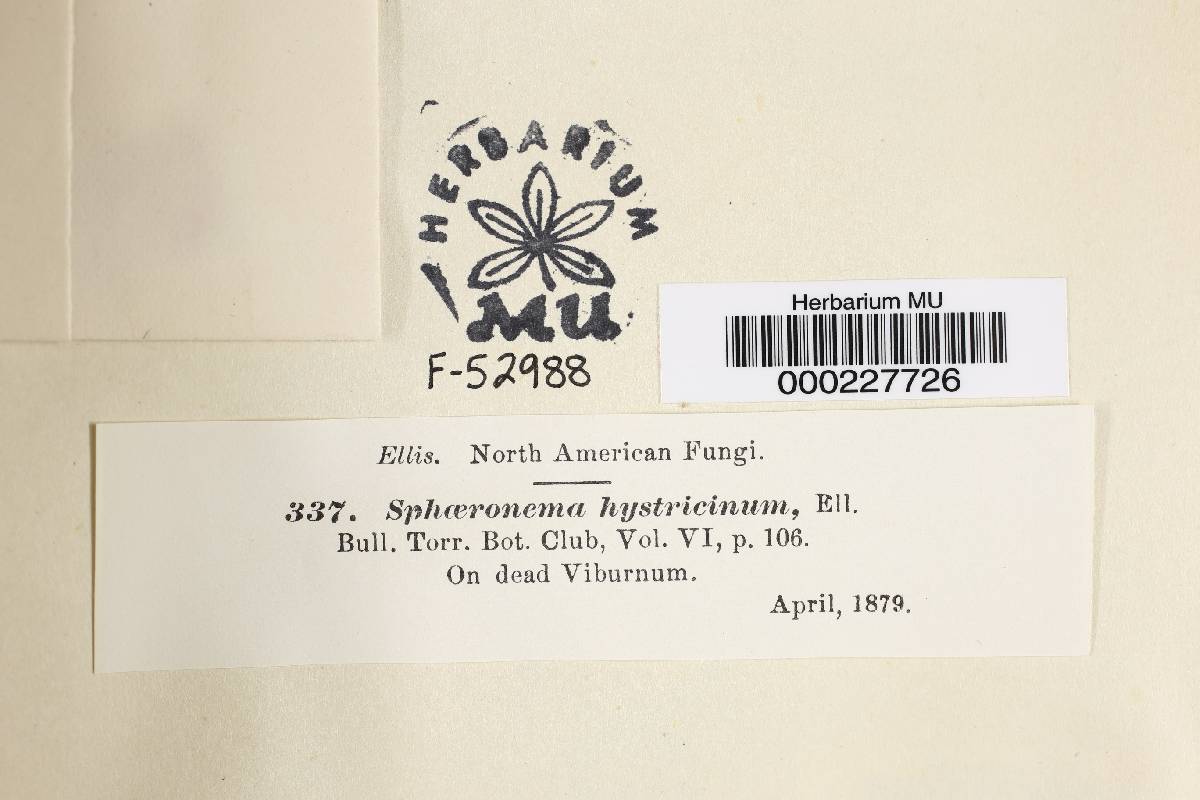 HERBARIUM
MU
F-52988
Herbarium MU
000227726
Ellis. North American Fungi.
337. Sphæronema hystricinum, Ell.
Bull. Torr. Bot. Club, Vol. VI, p. 106.
On dead Viburnum.
April, 1879.